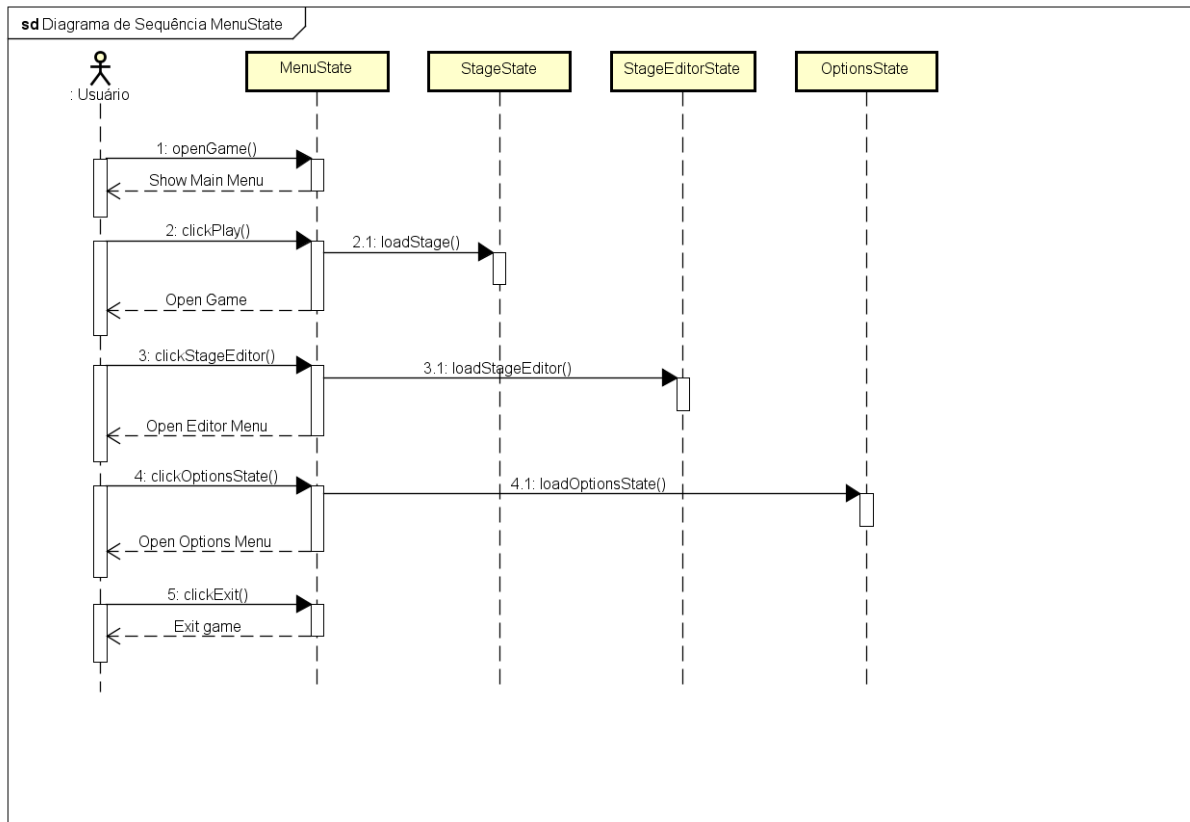 sd Diagrama de Sequência MenuState
: Usuário
MenuState
StageState
StageEditorState
OptionsState
1: openGame()
Show Main Menu
2: clickPlay()
2.1: loadStage()
Open Game
3: clickStageEditor()
3.1: loadStageEditor()
Open Editor Menu
4: clickOptionsState()
4.1: loadOptionsState()
Open Options Menu
5: clickExit()
Exit game